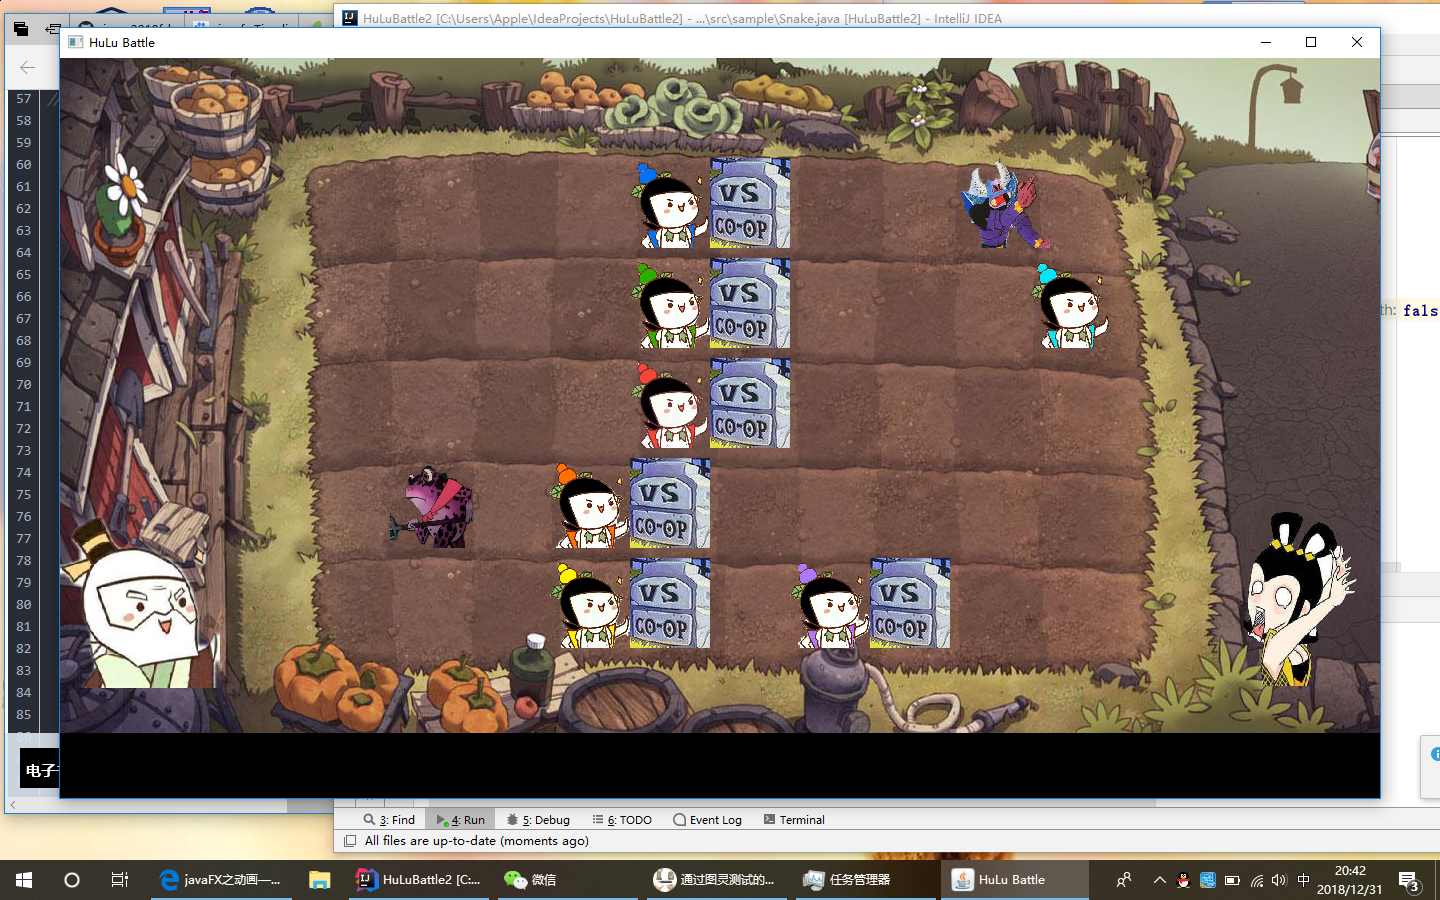 HuLuBattle2 [C:\Users\Apple\IdeaProjects\HuLuBattle2] - ...\src\sample\Snake.java [HuLuBattle2] - IntelliJ IDEA
HuLu Battle
57 //
58
59
60
61
62
63
64
65
66
67
68
69
70
71
72
73
74
75
76
77
78
79
80
81
82
83
84
85
86
VS
CO-OP
VS
CO-OP
th: fals
VS
CO-OP
VS
CO-OP
VS
CO-OP
VS
CO-OP
电子
3: Find
4: Run
5: Debug
6: TODO
Event Log
Terminal
All files are up-to-date (moments ago)
javaFX之动画—...
HuLuBattle2 [C:...
微信
通过图灵测试的...
任务管理器
HuLu Battle
中
20:42
2018/12/31
3